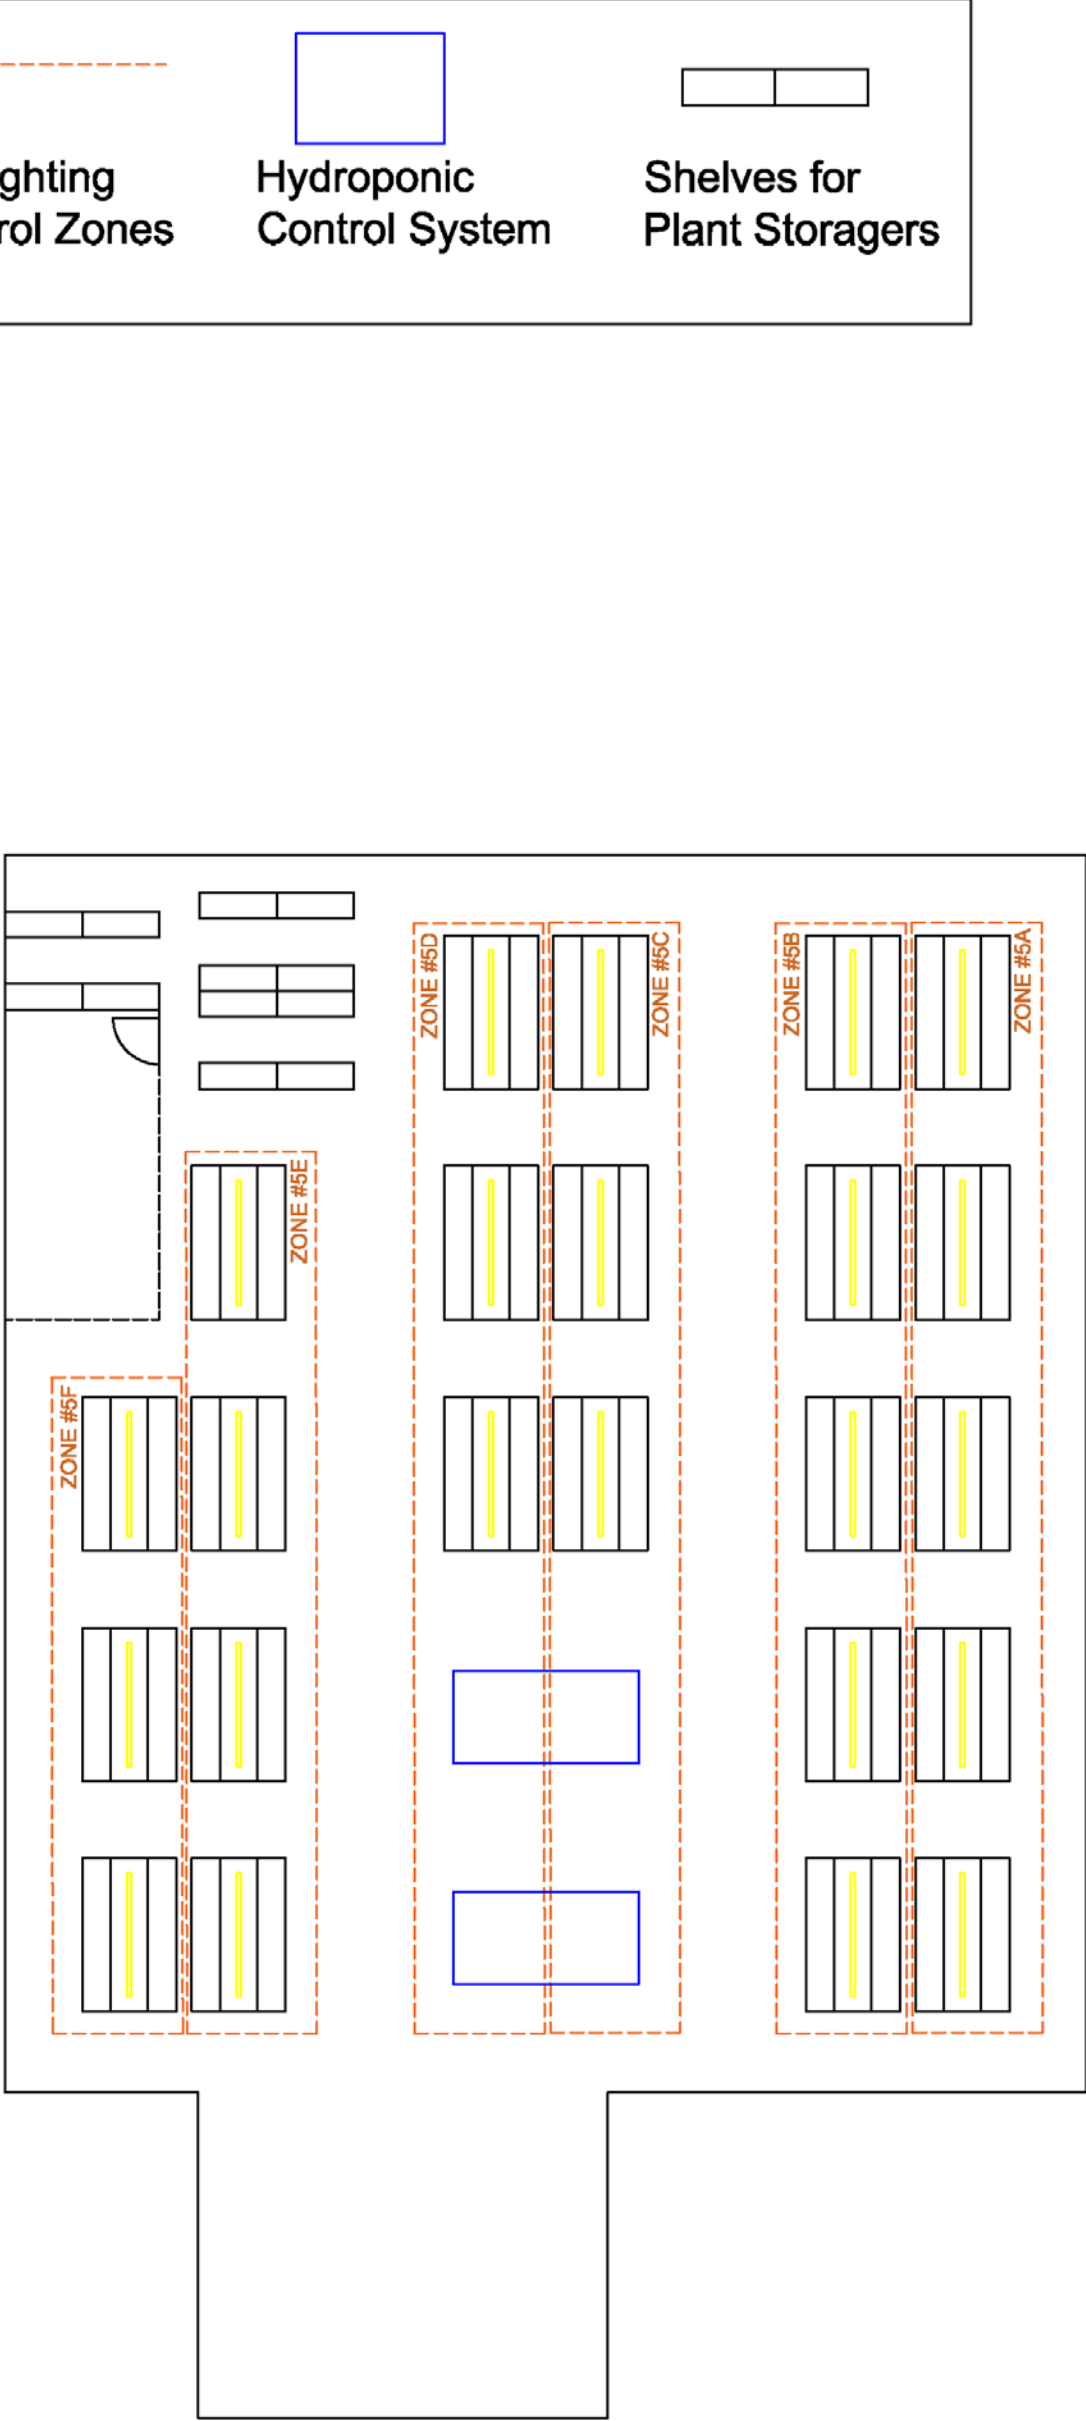 ghting
rol Zones
Hydroponic
Control System
Shelves for
Plant Storagers
ZONE #5D
ZONE #5C
ZONE #5B
ZONE #5A
ZONE #5E
ZONE #5F